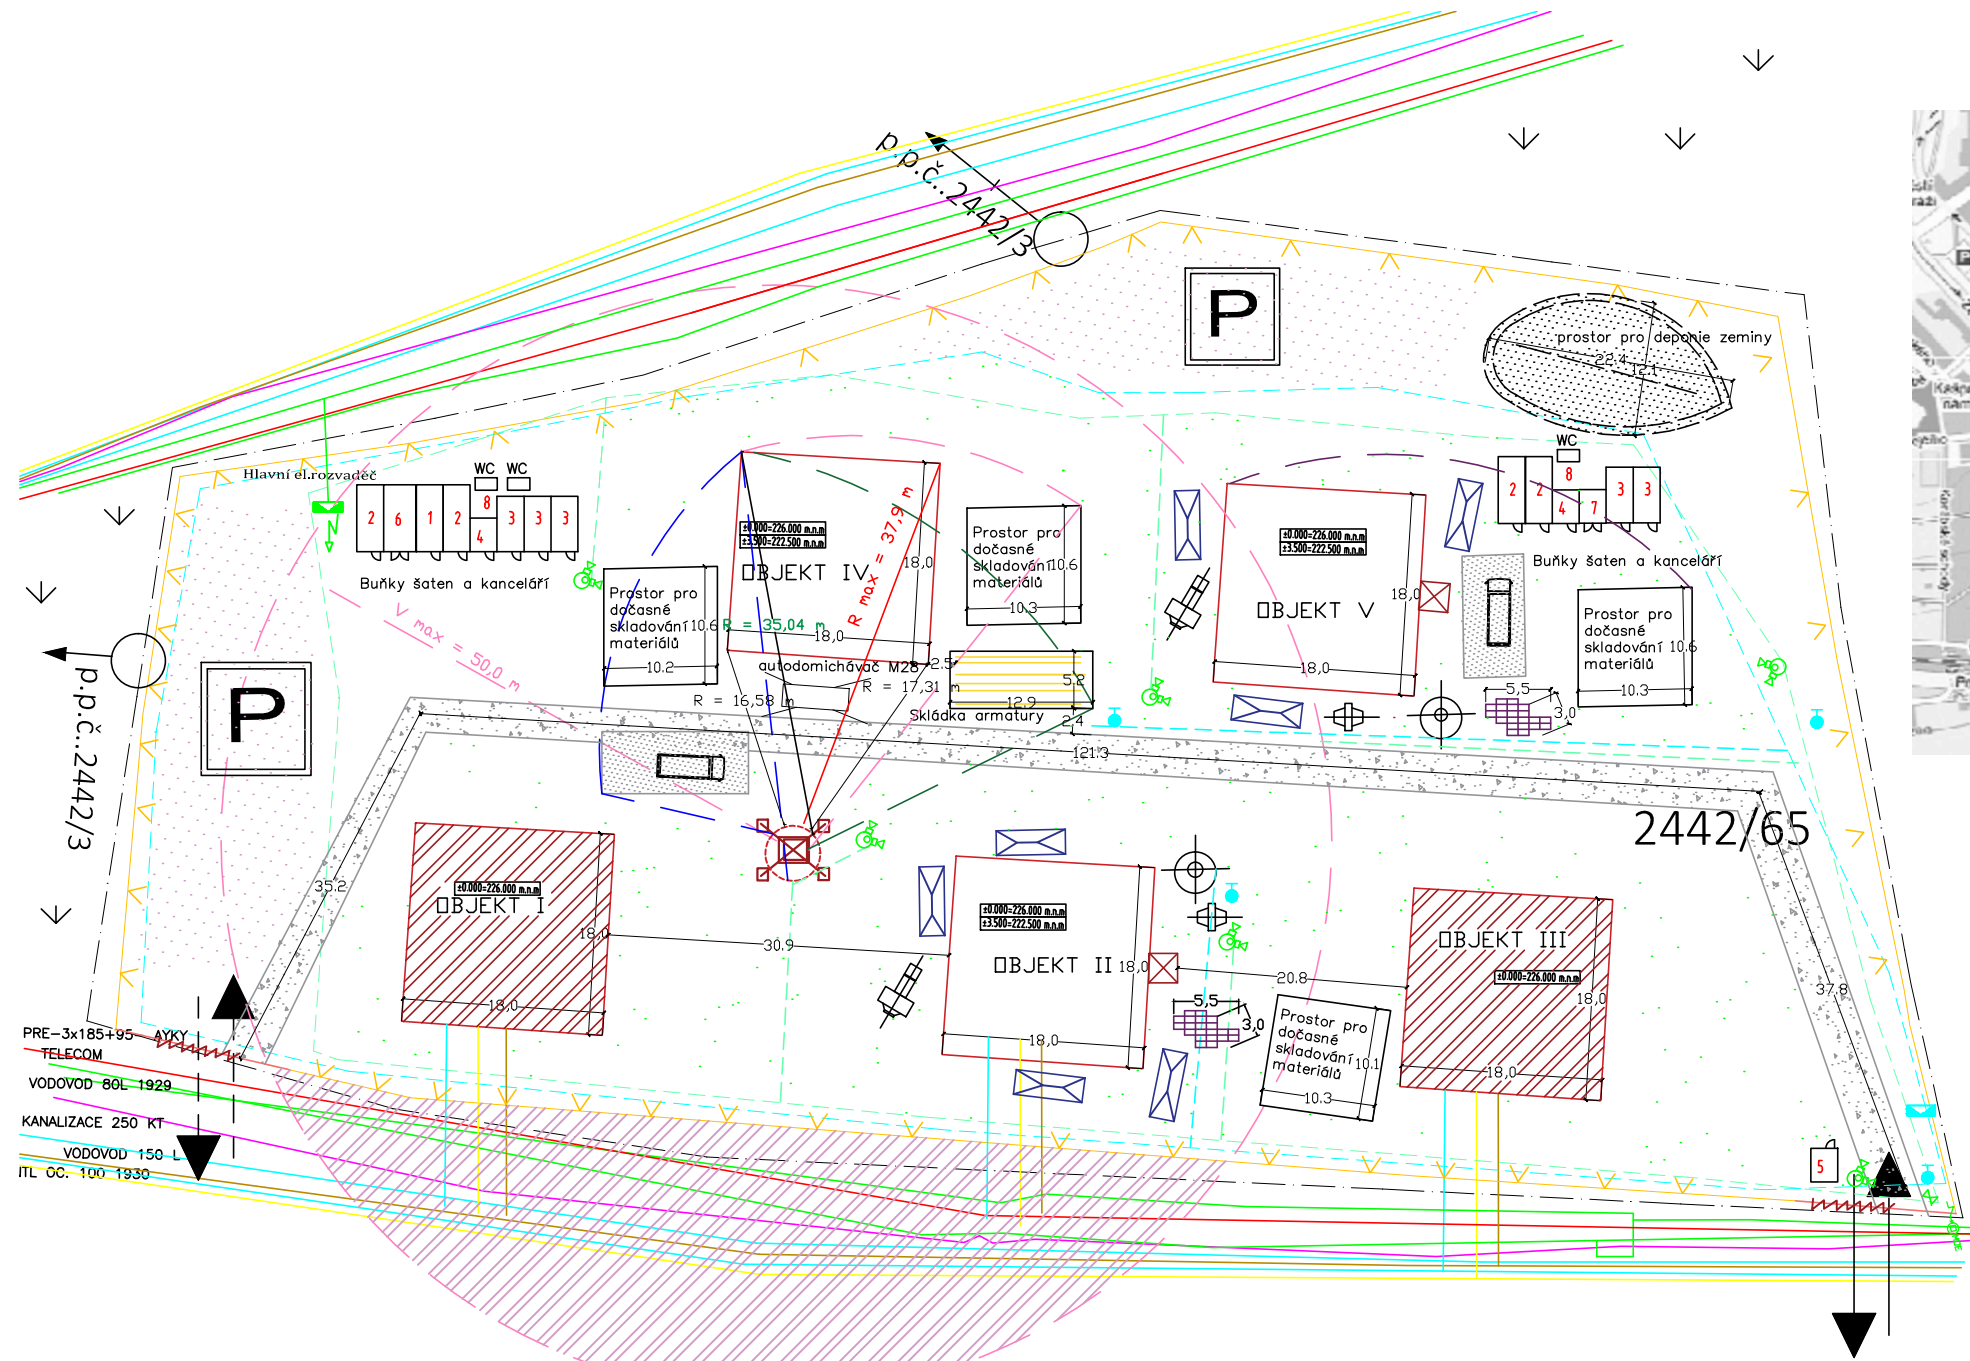 p.p.č..2442/3
P
prostor pro deponie zeminy
22.4
12.1
WC
8
2
2
4
7
3
3
Buňky šaten a kanceláří
Hlavní el.rozvaděč
WC
WC
2
6
1
2
8
4
3
3
3
N
Buňky šaten a kanceláří
V max = 50,0 m
Prostor pro
dočasné
skladování
materiálů
10.6
10.2
±0.000=226.000 m.n.m
±3.500=222.500 m.n.m
OBJEKT IV
18,0
18,0
R max = 37,9 m
R = 35,04 m
autodomichávač M28
R = 16,58 m
R = 17,31 m
Prostor pro
dočasné
skladování
materiálů
10.6
10.3
2.5
5.2
12.9
Skládka armatury
2.4
121.3
±0.000=226.000 m.n.m
±3.500=222.500 m.n.m
OBJEKT V
18,0
18,0
5,5
3,0
Prostor pro
dočasné
skladování
materiálů
10.6
10.3
p.p.č..2442/3
P
2442/65
35.2
±0.000=226.000 m.n.m
OBJEKT I
18,0
18,0
30.9
±0.000=226.000 m.n.m
±3.500=222.500 m.n.m
OBJEKT II
18,0
18,0
20.8
5,5
3,0
Prostor pro
dočasné
skladování
materiálů
10.1
10.3
OBJEKT III
±0.000=226.000 m.n.m
18,0
18,0
37.8
5
PRE-3x185+95 AYKY
TELECOM
VODOVOD 80L 1929
KANALIZACE 250 KT
VODOVOD 150 L
ITL OC. 100 1930